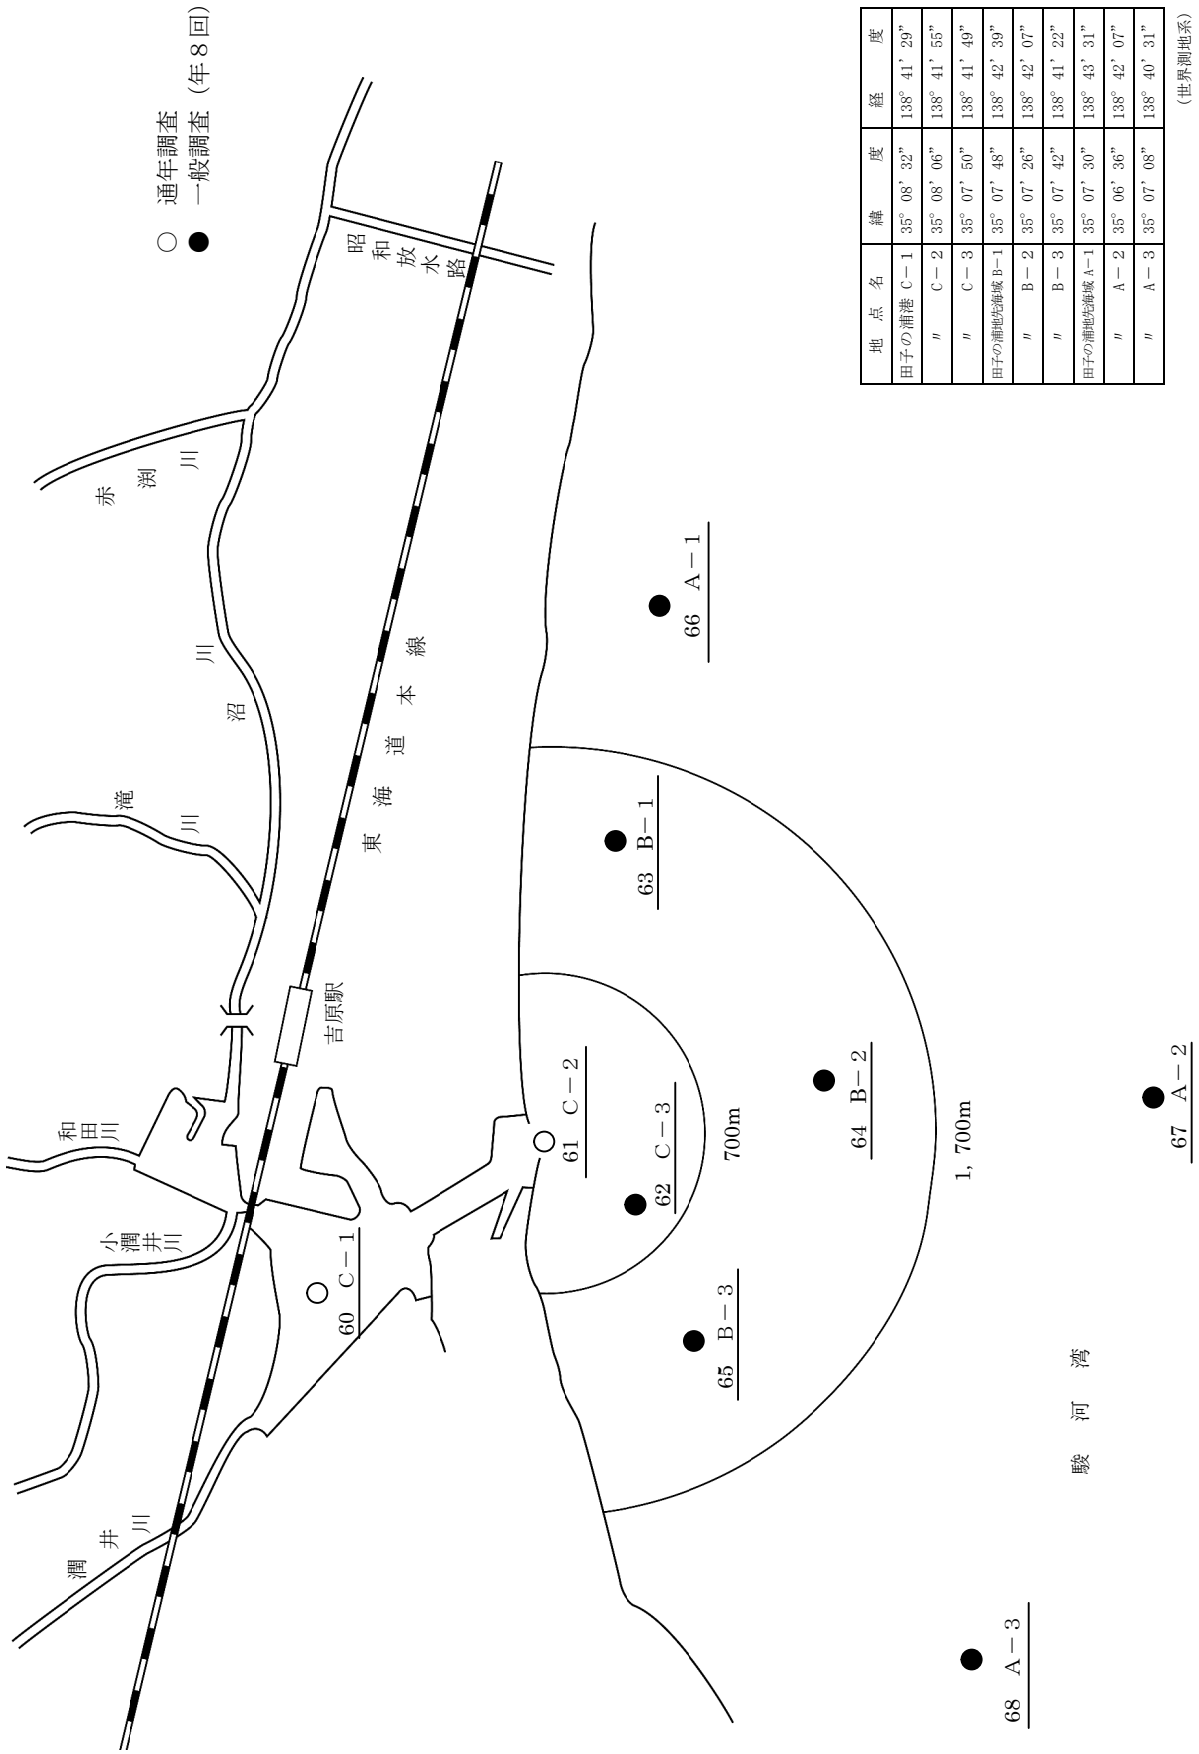 ○ 通年調査
● 一般調査(年8回)
赤渕川
滝川
沼川
昭和放水路
和田川
小潤井川
潤井川
吉原駅
東海道本線
60 C－1
61 C－2
62 C－3
700m
63 B－1
64 B－2
65 B－3
1,700m
66 A－1
67 A－2
68 A－3
駿河湾
地点名 緯度 経度
田子の浦港 C－1 35° 08’ 32” 138° 41’ 29”
〃 C－2 35° 08’ 06” 138° 41’ 55”
〃 C－3 35° 07’ 50” 138° 41’ 49”
田子の浦地先海域 B－1 35° 07’ 48” 138° 42’ 39”
〃 B－2 35° 07’ 26” 138° 42’ 07”
〃 B－3 35° 07’ 42” 138° 41’ 22”
田子の浦地先海域 A－1 35° 07’ 30” 138° 43’ 31”
〃 A－2 35° 06’ 36” 138° 42’ 07”
〃 A－3 35° 07’ 08” 138° 40’ 31”
(世界測地系)